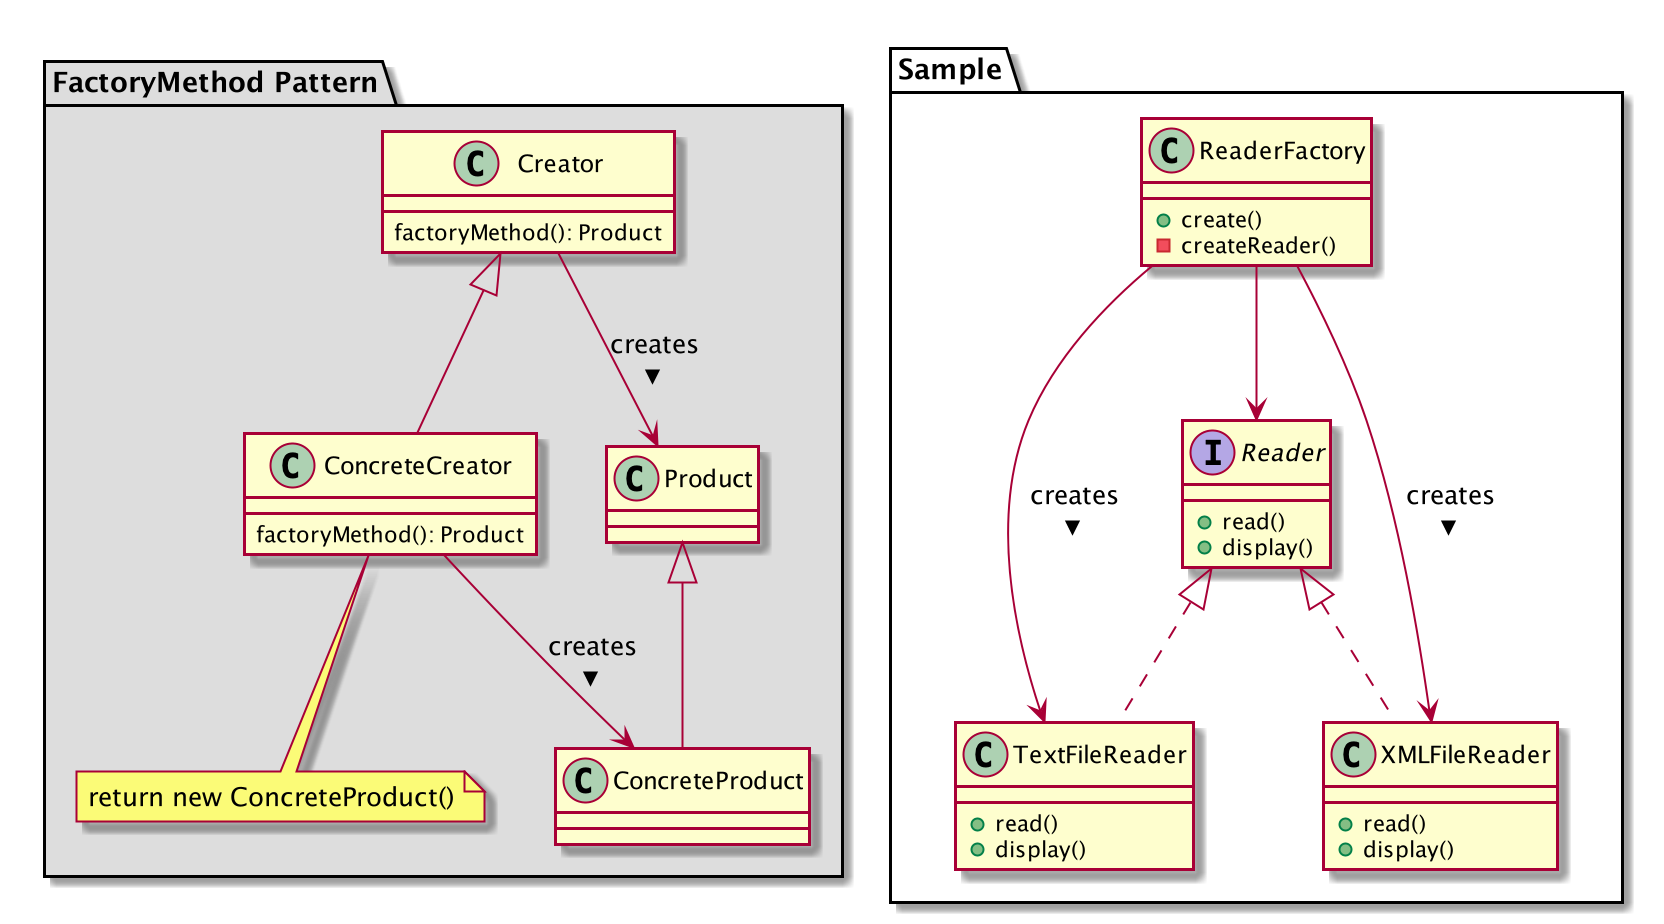 FactoryMethod Pattern
C Creator
factoryMethod(): Product
creates
▼
C ConcreteCreator
factoryMethod(): Product
C Product
creates
▼
return new ConcreteProduct()
C ConcreteProduct
Sample
C ReaderFactory
create()
createReader()
creates
▼
I Reader
read()
display()
creates
▼
C TextFileReader
read()
display()
C XMLFileReader
read()
display()